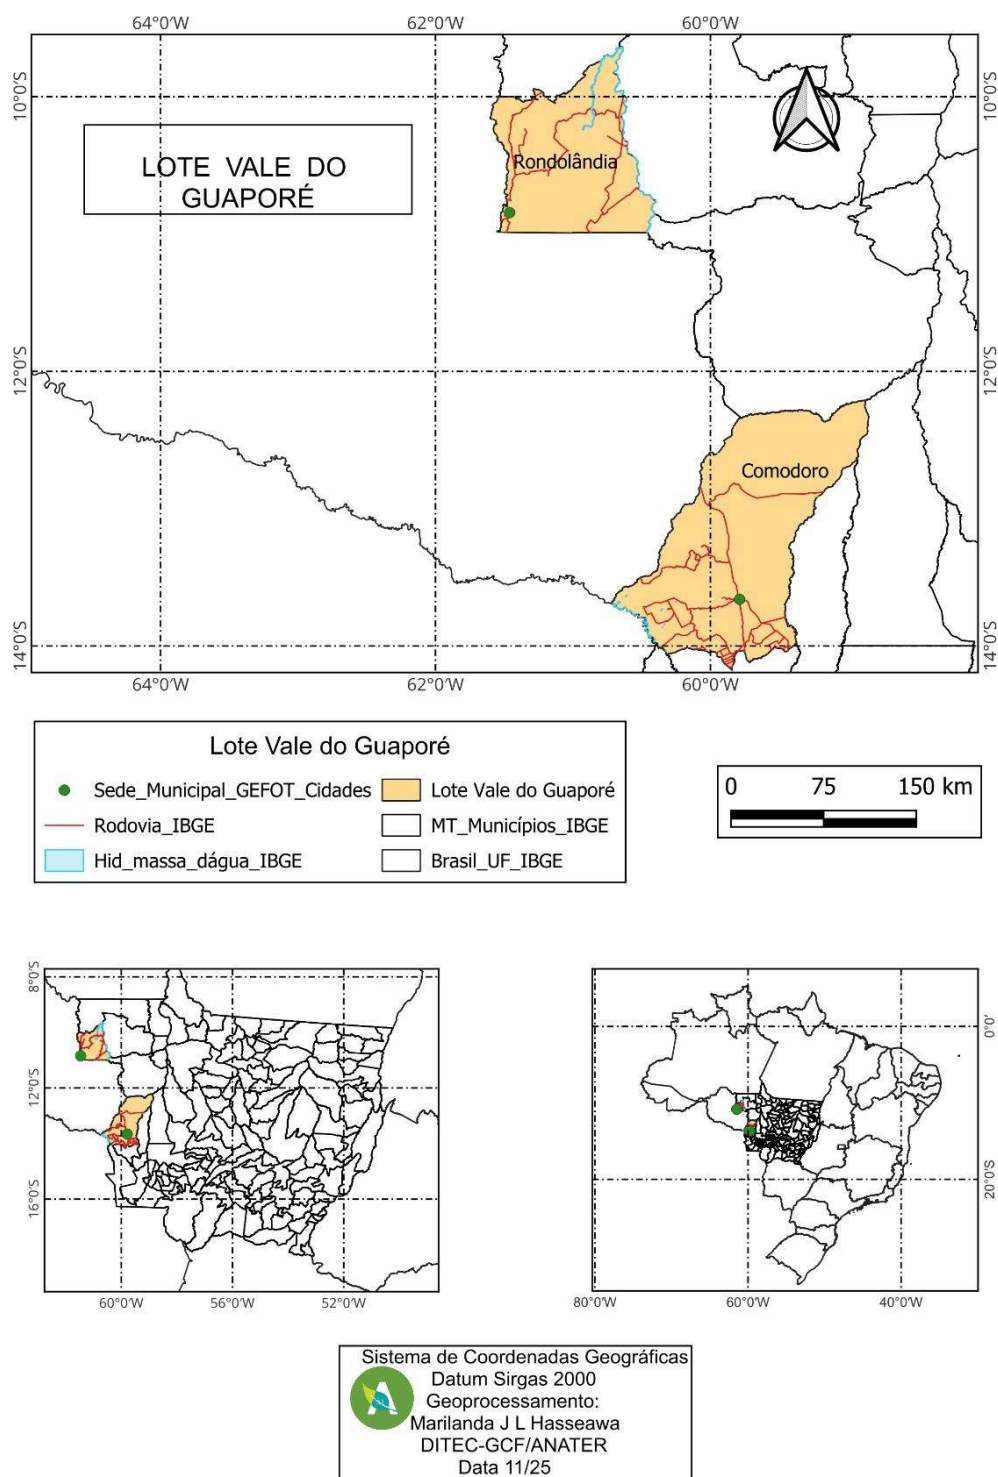 64°0'W 62°0'W 60°0'W
10°0'S 10°0'S
LOTE VALE DO
GUAPORÉ
Rondolândia
12°0'S 12°0'S
Comodoro
14°0'S 14°0'S
64°0'W 62°0'W 60°0'W
Lote Vale do Guaporé
Sede_Municipal_GEFOT_Cidades Lote Vale do Guaporé
Rodovia_IBGE MT_Municípios_IBGE
Hid_massa_dágua_IBGE Brasil_UF_IBGE
0 75 150 km
8°0'S
12°0'S
16°0'S
60°0'W 56°0'W 52°0'W
0°0'
20°0'S
80°0'W 60°0'W 40°0'W
Sistema de Coordenadas Geográficas
Datum Sirgas 2000
Geoprocessamento:
Marilanda J L Hasseawa
DITEC-GCF/ANATER
Data 11/25